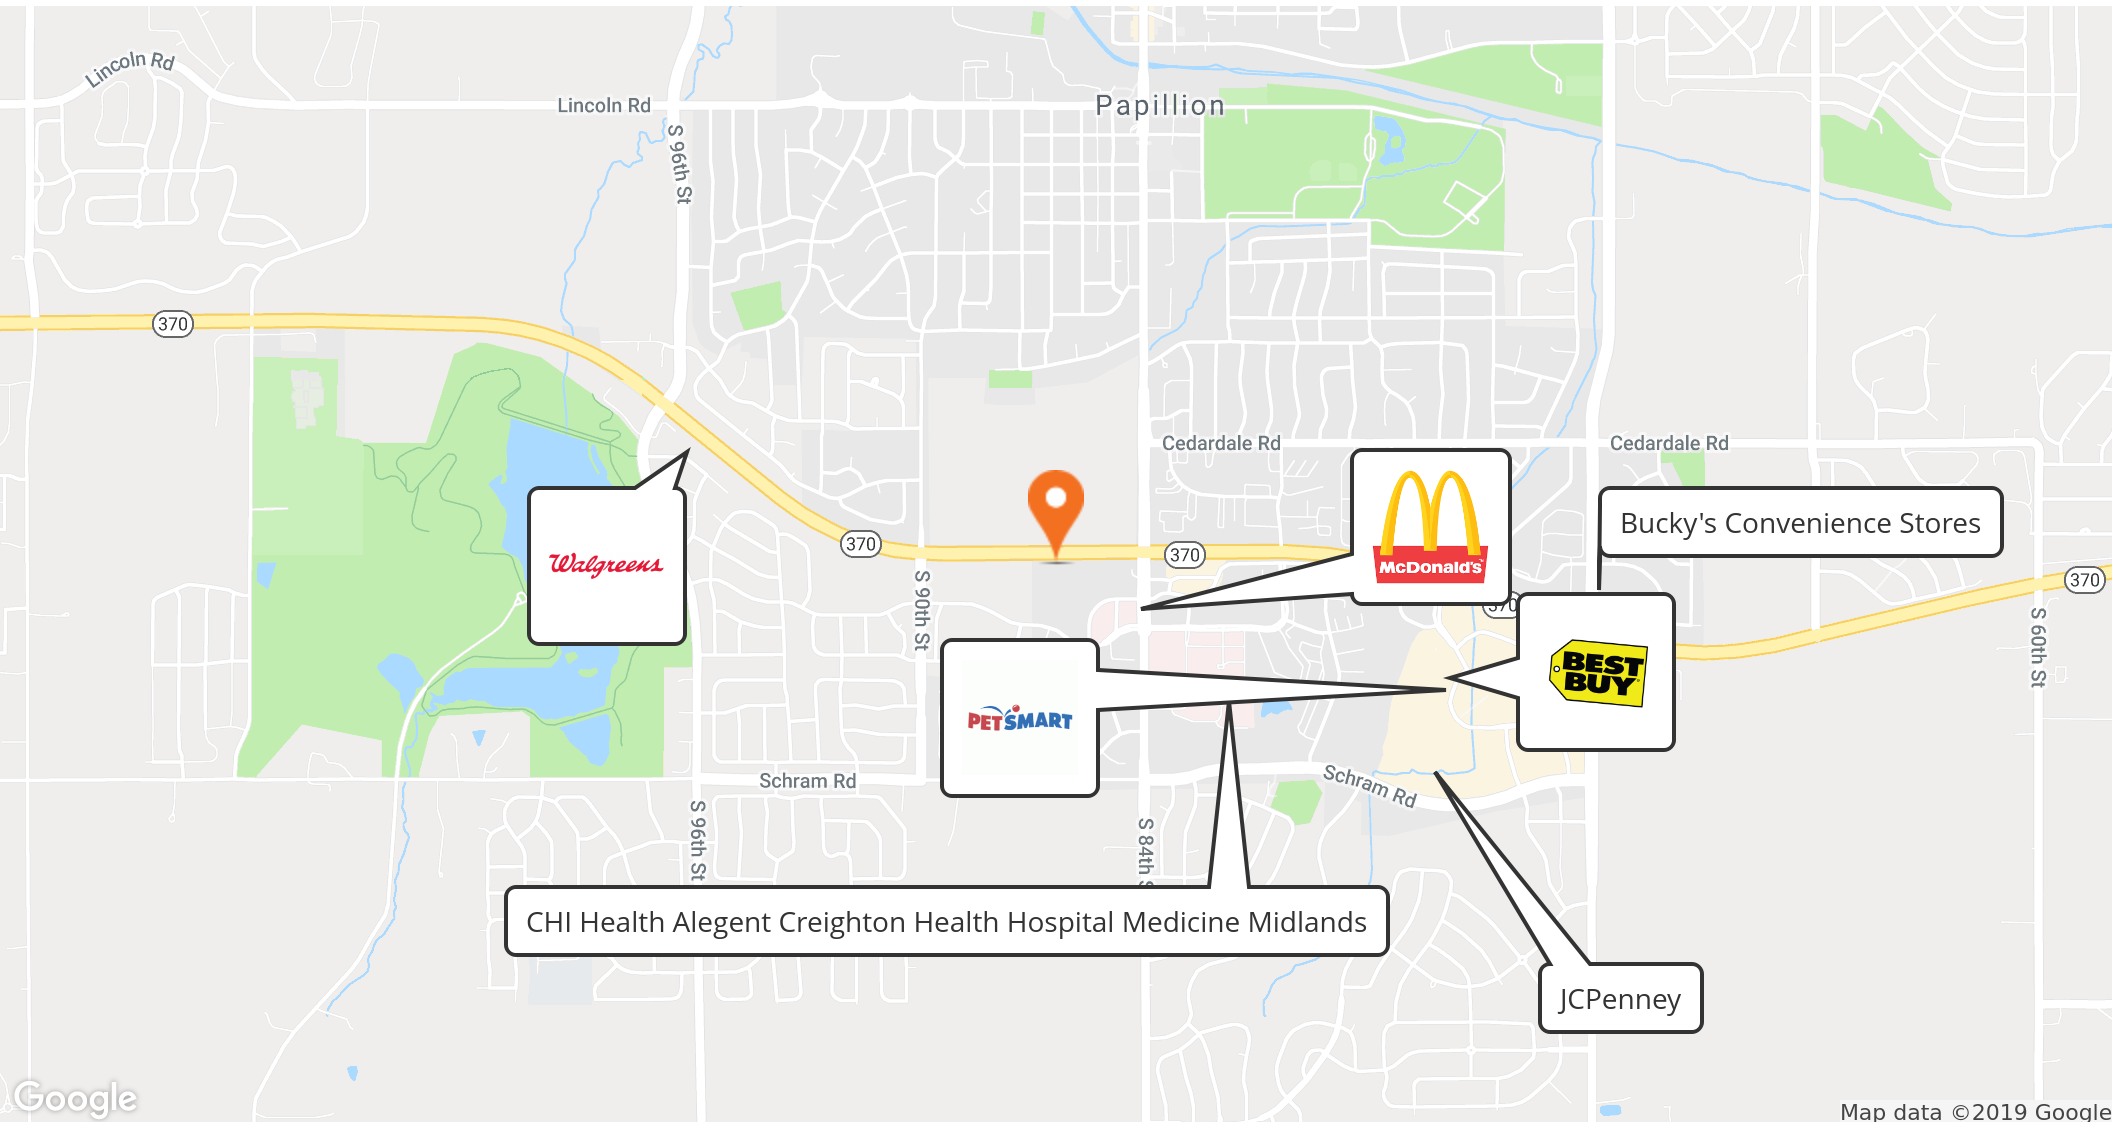 Lincoln Rd
Lincoln Rd
Papillion
S 96th St
370
Cedardale Rd
Cedardale Rd
McDonald's
Bucky's Convenience Stores
370
370
Walgreens
370
370
S 90th St
S 60th St
BEST
BUY
PETSMART
Schram Rd
Schram Rd
S 96th St
S 84th S
CHI Health Alegent Creighton Health Hospital Medicine Midlands
JCPenney
Google
Map data ©2019 Google